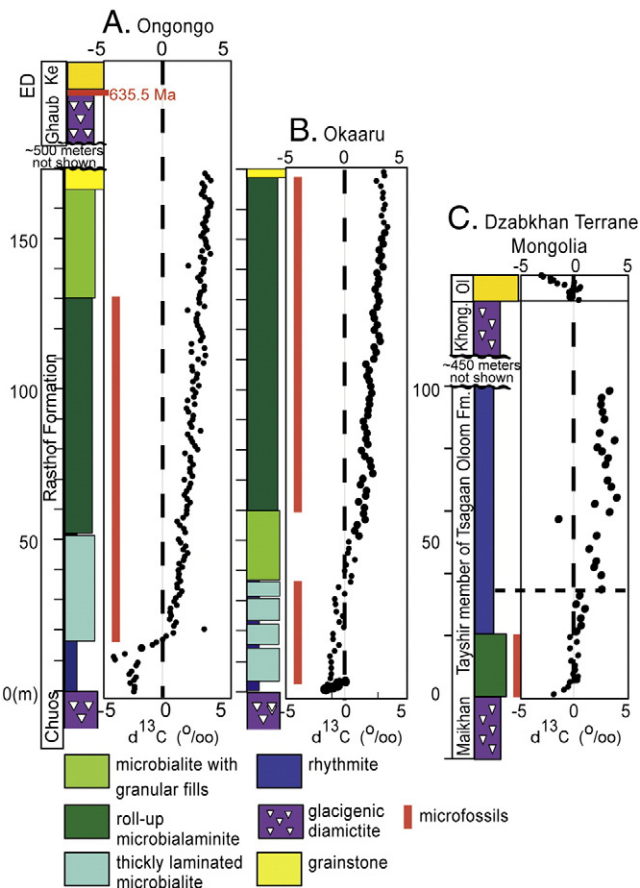 A. Ongongo
-5 0 5
ED
Ke
Ghaub
635.5 Ma
~500 meters
not shown
150
100
50
0(m)
Rasthof Formation
Chuos
-5 0 5
d13C (o/oo)
B. Okaaru
-5 0 5
-5 0 5
d13C (o/oo)
C. Dzabkhan Terrane
Mongolia
-5 0 5
Ol
Khong.
~450 meters
not shown
100
50
0
Tayshir member of Tsagaan Oloom Fm.
Maikhan
-5 0 5
d13C (o/oo)
microbialite with
granular fills
rhythmite
roll-up
microbialaminite
glacigenic
diamictite
microfossils
thickly laminated
microbialite
grainstone